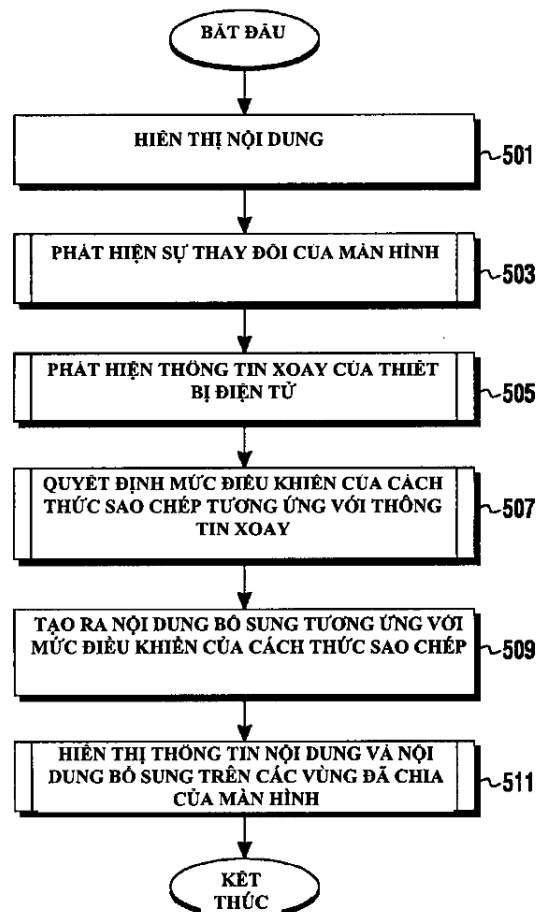 BẮT ĐẦU
HIỂN THỊ NỘI DUNG
501
PHÁT HIỆN SỰ THAY ĐỔI CỦA MÀN HÌNH
503
PHÁT HIỆN THÔNG TIN XOAY CỦA THIẾT
BỊ ĐIỆN TỬ
505
QUYẾT ĐỊNH MỨC ĐIỀU KHIỂN CỦA CÁCH
THỨC SAO CHÉP TƯƠNG ỨNG VỚI THÔNG
TIN XOAY
507
TẠO RA NỘI DUNG BỔ SUNG TƯƠNG ỨNG VỚI
MỨC ĐIỀU KHIỂN CỦA CÁCH THỨC SAO CHÉP
509
HIỂN THỊ THÔNG TIN NỘI DUNG VÀ NỘI
DUNG BỔ SUNG TRÊN CÁC VÙNG ĐÃ CHIA
CỦA MÀN HÌNH
511
KẾT
THÚC